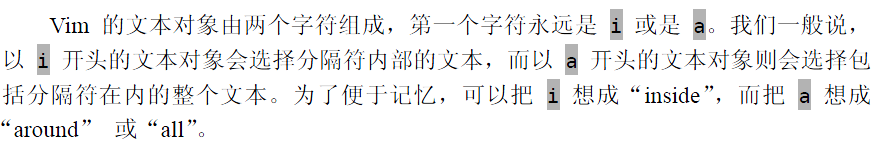 Vim 的文本对象由两个字符组成，第一个字符永远是 i 或是 a。我们一般说，
以 i 开头的文本对象会选择分隔符内部的文本，而以 a 开头的文本对象则会选择包
括分隔符在内的整个文本。为了便于记忆，可以把 i 想成“inside”，而把 a 想成
“around” 或“all”。